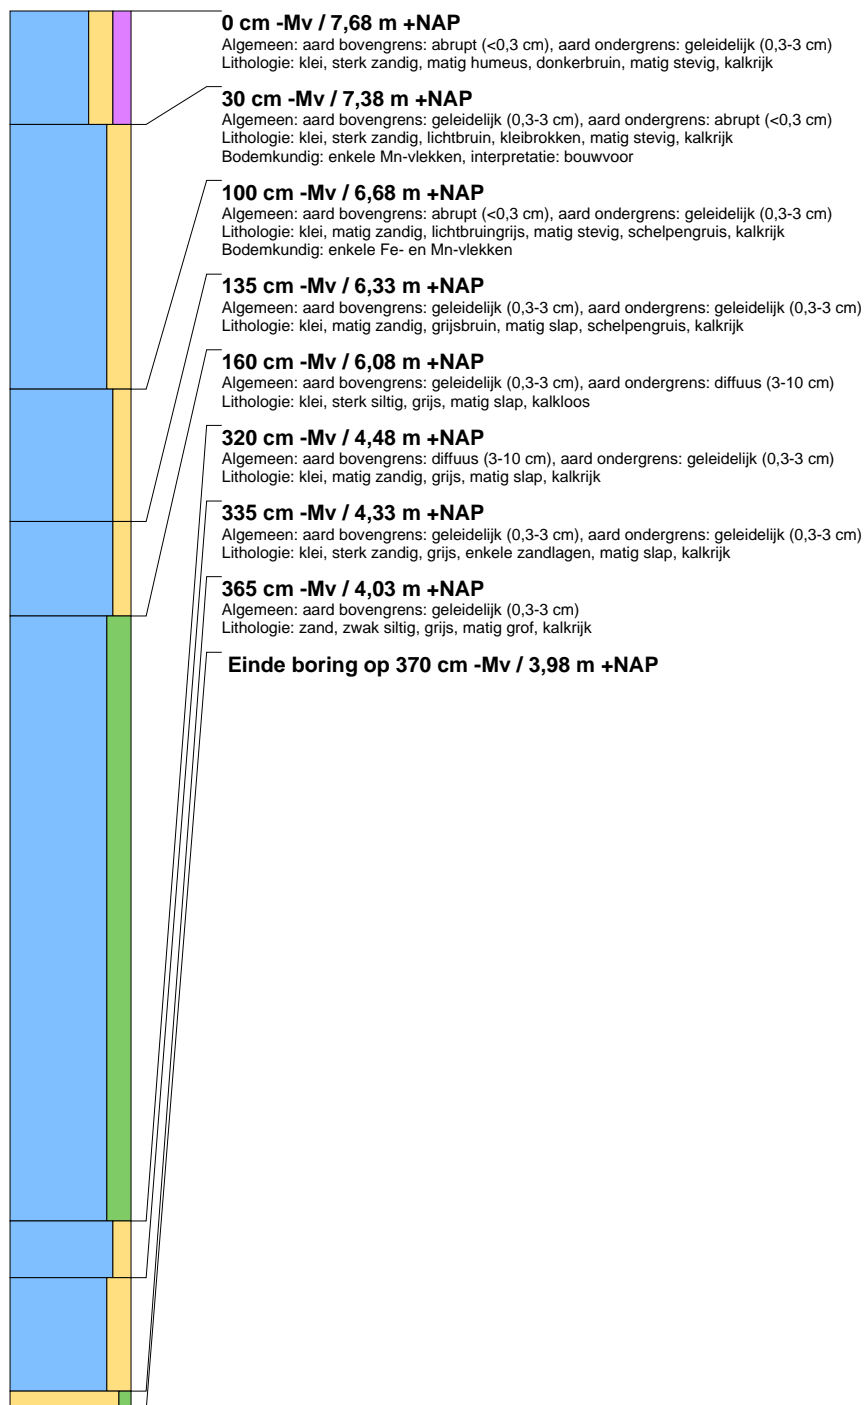 0 cm -Mv / 7,68 m +NAP
Algemeen: aard bovengrens: abrupt (<0,3 cm), aard ondergrens: geleidelijk (0,3-3 cm)
Lithologie: klei, sterk zandig, matig humeus, donkerbruin, matig stevig, kalkrijk
30 cm -Mv / 7,38 m +NAP
Algemeen: aard bovengrens: geleidelijk (0,3-3 cm), aard ondergrens: abrupt (<0,3 cm)
Lithologie: klei, sterk zandig, lichtbruin, kleibrokken, matig stevig, kalkrijk
Bodemkundig: enkele Mn-vlekken, interpretatie: bouwvoor
100 cm -Mv / 6,68 m +NAP
Algemeen: aard bovengrens: abrupt (<0,3 cm), aard ondergrens: geleidelijk (0,3-3 cm)
Lithologie: klei, matig zandig, lichtbruingrijs, matig stevig, schelpengruis, kalkrijk
Bodemkundig: enkele Fe- en Mn-vlekken
135 cm -Mv / 6,33 m +NAP
Algemeen: aard bovengrens: geleidelijk (0,3-3 cm), aard ondergrens: geleidelijk (0,3-3 cm)
Lithologie: klei, matig zandig, grijsbruin, matig slap, schelpengruis, kalkrijk
160 cm -Mv / 6,08 m +NAP
Algemeen: aard bovengrens: geleidelijk (0,3-3 cm), aard ondergrens: diffuus (3-10 cm)
Lithologie: klei, sterk siltig, grijs, matig slap, kalkloos
320 cm -Mv / 4,48 m +NAP
Algemeen: aard bovengrens: diffuus (3-10 cm), aard ondergrens: geleidelijk (0,3-3 cm)
Lithologie: klei, matig zandig, grijs, matig slap, kalkrijk
335 cm -Mv / 4,33 m +NAP
Algemeen: aard bovengrens: geleidelijk (0,3-3 cm), aard ondergrens: geleidelijk (0,3-3 cm)
Lithologie: klei, sterk zandig, grijs, enkele zandlagen, matig slap, kalkrijk
365 cm -Mv / 4,03 m +NAP
Algemeen: aard bovengrens: geleidelijk (0,3-3 cm)
Lithologie: zand, zwak siltig, grijs, matig grof, kalkrijk
Einde boring op 370 cm -Mv / 3,98 m +NAP